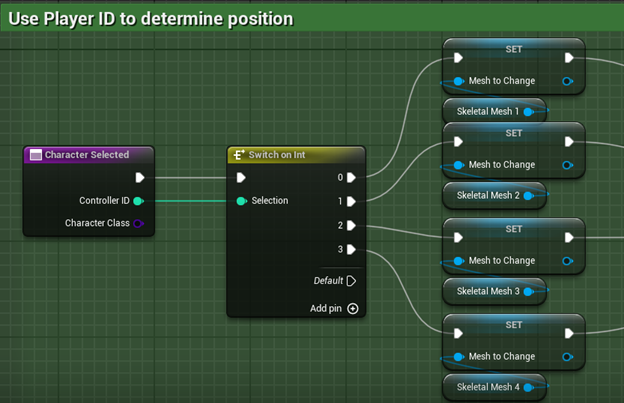 Use Player ID to determine position
Character Selected
Controller ID
Character Class
Switch on Int
Selection
0
1
2
3
Default
Add pin
SET
Mesh to Change
Skeletal Mesh 1
SET
Mesh to Change
Skeletal Mesh 2
SET
Mesh to Change
Skeletal Mesh 3
SET
Mesh to Change
Skeletal Mesh 4